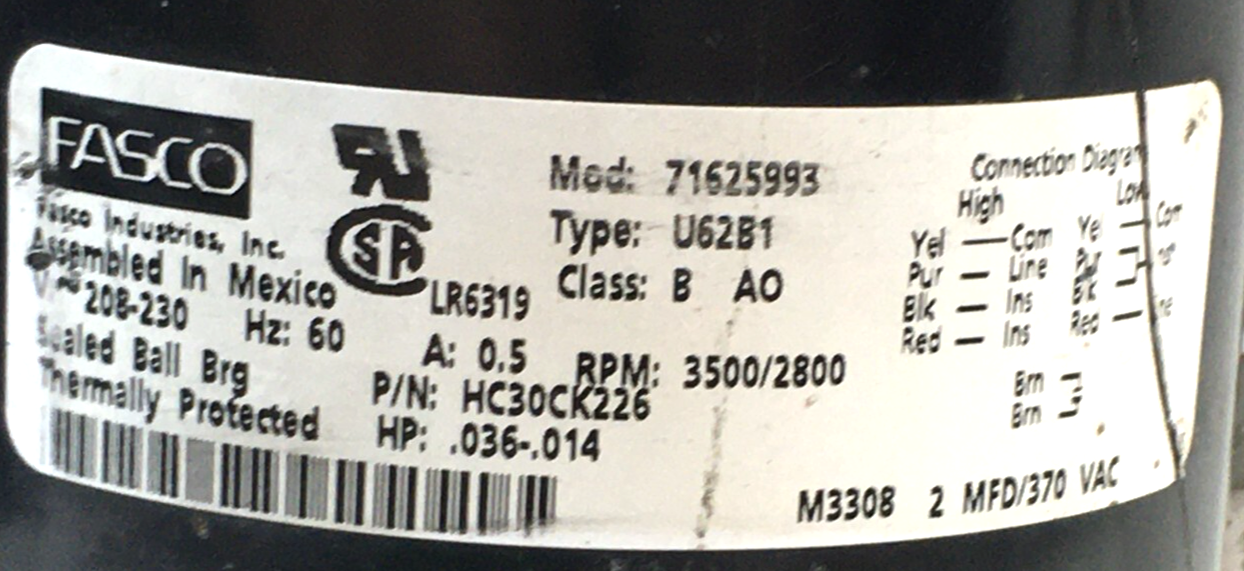 FASCO
Fasco Industries, Inc.
Assembled In Mexico
208-230 Hz: 60
Sealed Ball Brg
Thermally Protected
LR6319
A: 0.5 RPM: 3500/2800
P/N: HC30CK226
HP: .036-.014
Mod: 71625993
Type: U62B1
Class: B AO
Connection Diagram
High Low
Yel — Com Yel — Com
Pur — Line Pur
Blk — Ins Blk
Red — Ins Red —
Brn
Brn
M3308 2 MFD/370 VAC